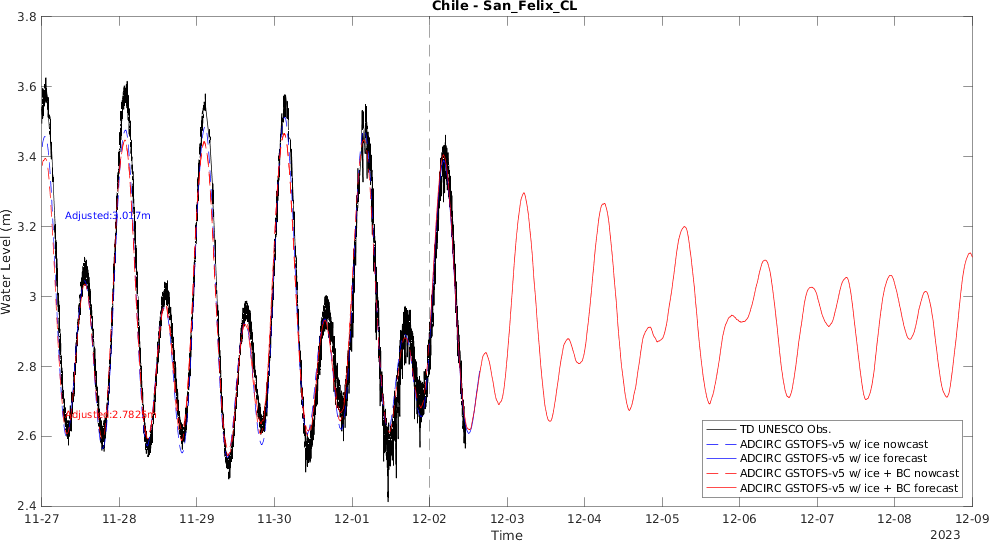 Chile - San_Felix_CL
3.8
3.6
3.4
3.2
3
2.8
2.6
2.4
Water Level (m)
Adjusted:3.017m
Adjusted:2.7825m
TD UNESCO Obs.
ADCIRC GSTOFS-v5 w/ ice nowcast
ADCIRC GSTOFS-v5 w/ ice forecast
ADCIRC GSTOFS-v5 w/ ice + BC nowcast
ADCIRC GSTOFS-v5 w/ ice + BC forecast
11-27 11-28 11-29 11-30 12-01 12-02 12-03 12-04 12-05 12-06 12-07 12-08 12-09
Time
2023